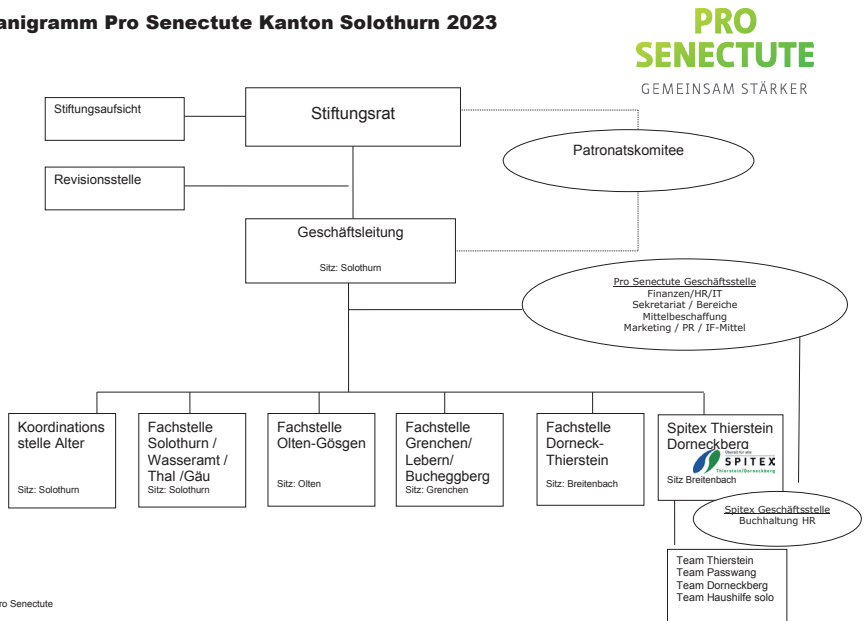 anigramm Pro Senectute Kanton Solothurn 2023
PRO
SENECTUTE
GEMEINSAM STÄRKER
Stiftungsaufsicht
Stiftungsrat
Patronatskomitee
Revisionsstelle
Geschäftsleitung
Sitz: Solothurn
Pro Senectute Geschäftsstelle
Finanzen/HR/IT
Sekretariat / Bereiche
Mittelbeschaffung
Marketing / PR / IF-Mittel
Koordinations
stelle Alter
Sitz: Solothurn
Fachstelle
Solothurn /
Wasseramt /
Thal /Gäu
Sitz: Solothurn
Fachstelle
Olten-Gösgen
Sitz: Olten
Fachstelle
Grenchen/
Lebern/
Bucheggberg
Sitz: Grenchen
Fachstelle
Dorneck-
Thierstein
Sitz: Breitenbach
Spitex Thierstein
Dorneckberg
Überall für alle
SPITEX
Thierstein/Dorneckberg
Sitz Breitenbach
Spitex Geschäftsstelle
Buchhaltung HR
Team Thierstein
Team Passwang
Team Dorneckberg
Team Haushilfe solo
ro Senectute